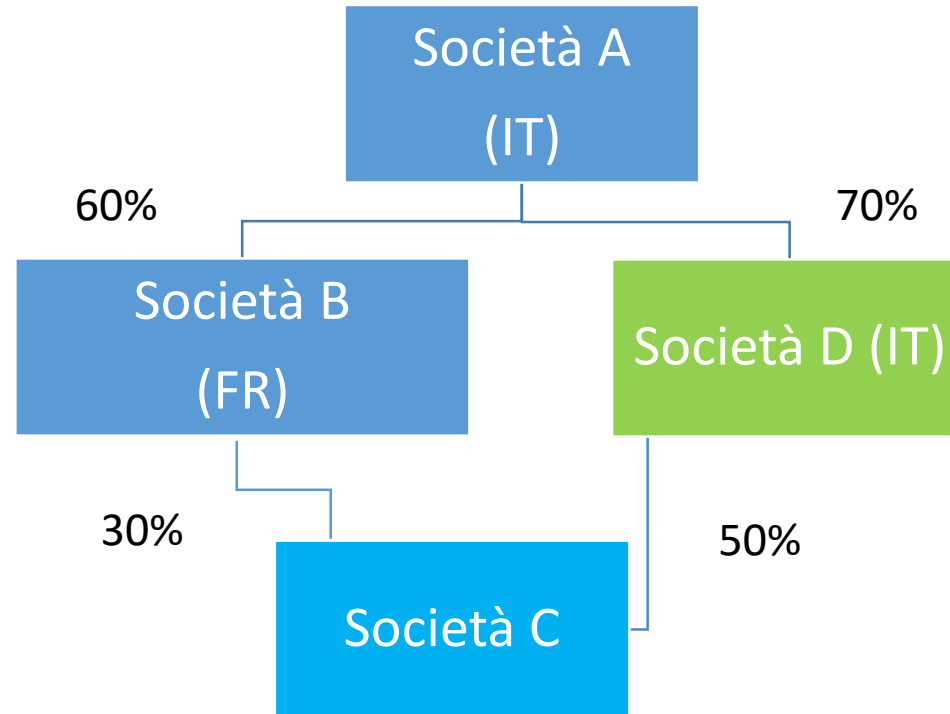 Società A
(IT)
60%
70%
Società B
(FR)
Società D (IT)
30%
50%
Società C